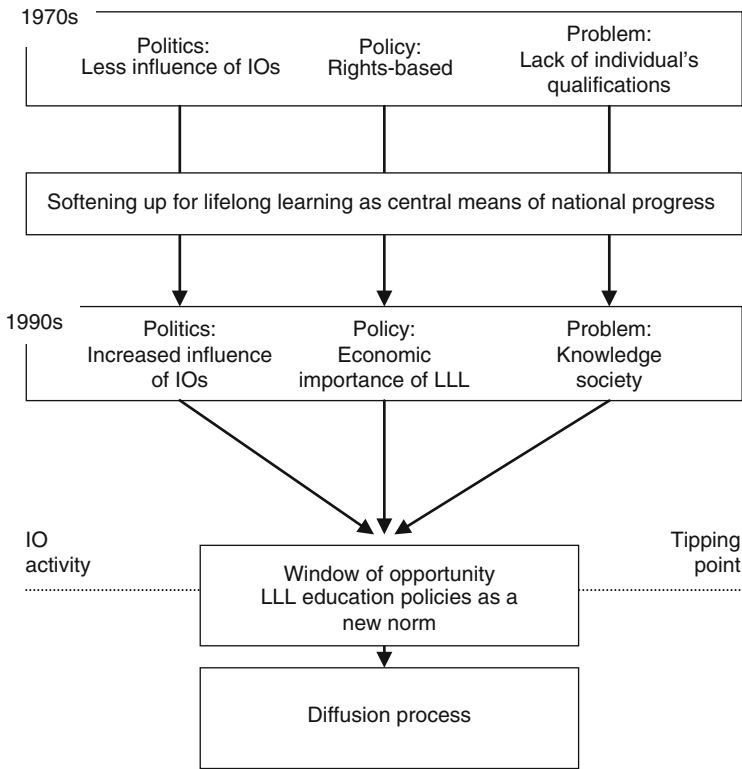 1970s
Politics:
Less influence of IOs
Policy:
Rights-based
Problem:
Lack of individual's
qualifications
Softening up for lifelong learning as central means of national progress
1990s
Politics:
Increased influence
of IOs
Policy:
Economic
importance of LLL
Problem:
Knowledge
society
IO
activity
Tipping
point
Window of opportunity
LLL education policies as a
new norm
Diffusion process